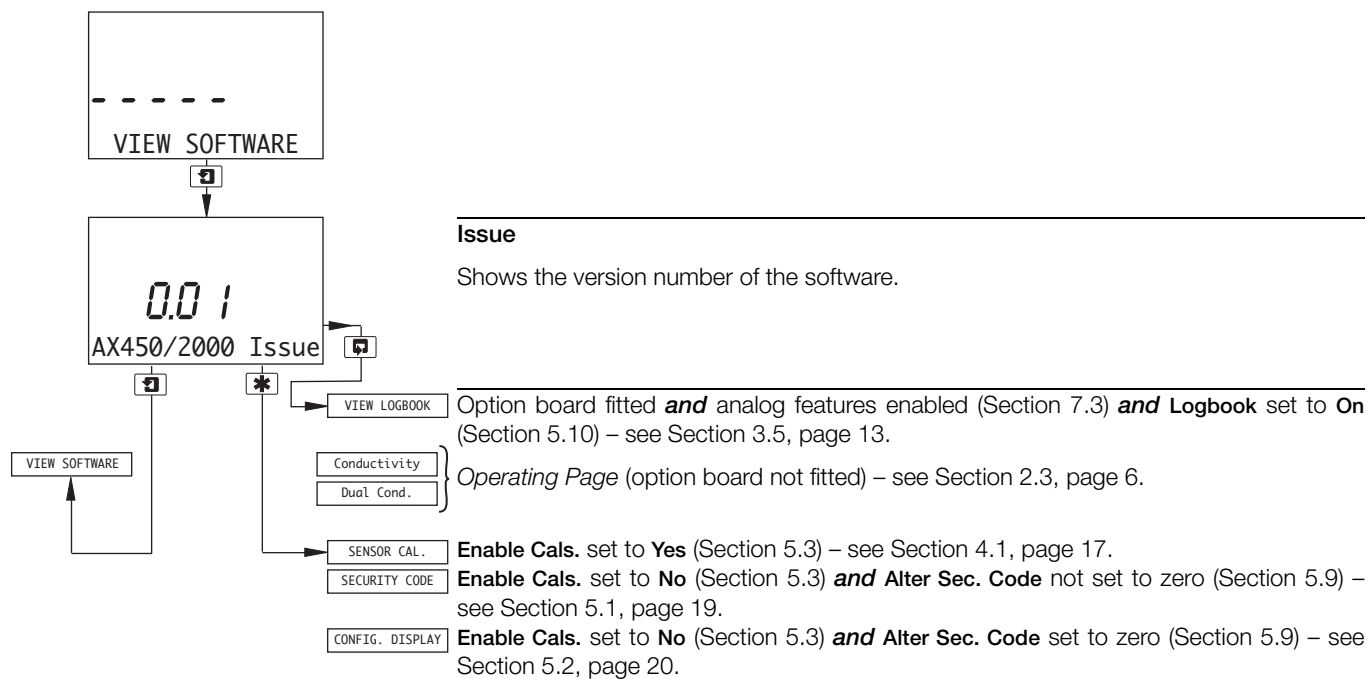 - - - - -
VIEW SOFTWARE
0.01
AX450/2000 Issue
Issue
Shows the version number of the software.
VIEW LOGBOOK
Option board fitted and analog features enabled (Section 7.3) and Logbook set to On
(Section 5.10) – see Section 3.5, page 13.
VIEW SOFTWARE
Conductivity
Dual Cond.
Operating Page (option board not fitted) – see Section 2.3, page 6.
SENSOR CAL.
Enable Cals. set to Yes (Section 5.3) – see Section 4.1, page 17.
SECURITY CODE
Enable Cals. set to No (Section 5.3) and Alter Sec. Code not set to zero (Section 5.9) –
see Section 5.1, page 19.
CONFIG. DISPLAY
Enable Cals. set to No (Section 5.3) and Alter Sec. Code set to zero (Section 5.9) – see
Section 5.2, page 20.